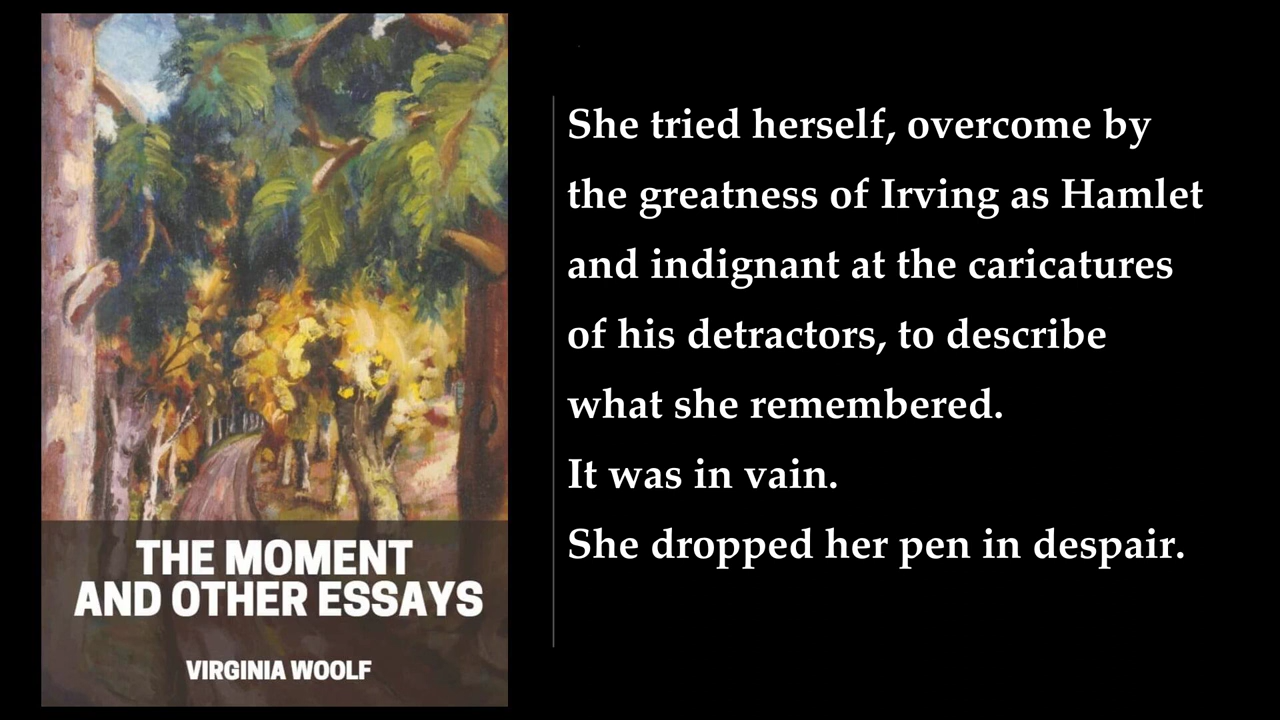 THE MOMENT
AND OTHER ESSAYS
VIRGINIA WOOLF
She tried herself, overcome by
the greatness of Irving as Hamlet
and indignant at the caricatures
of his detractors, to describe
what she remembered.
It was in vain.
She dropped her pen in despair.